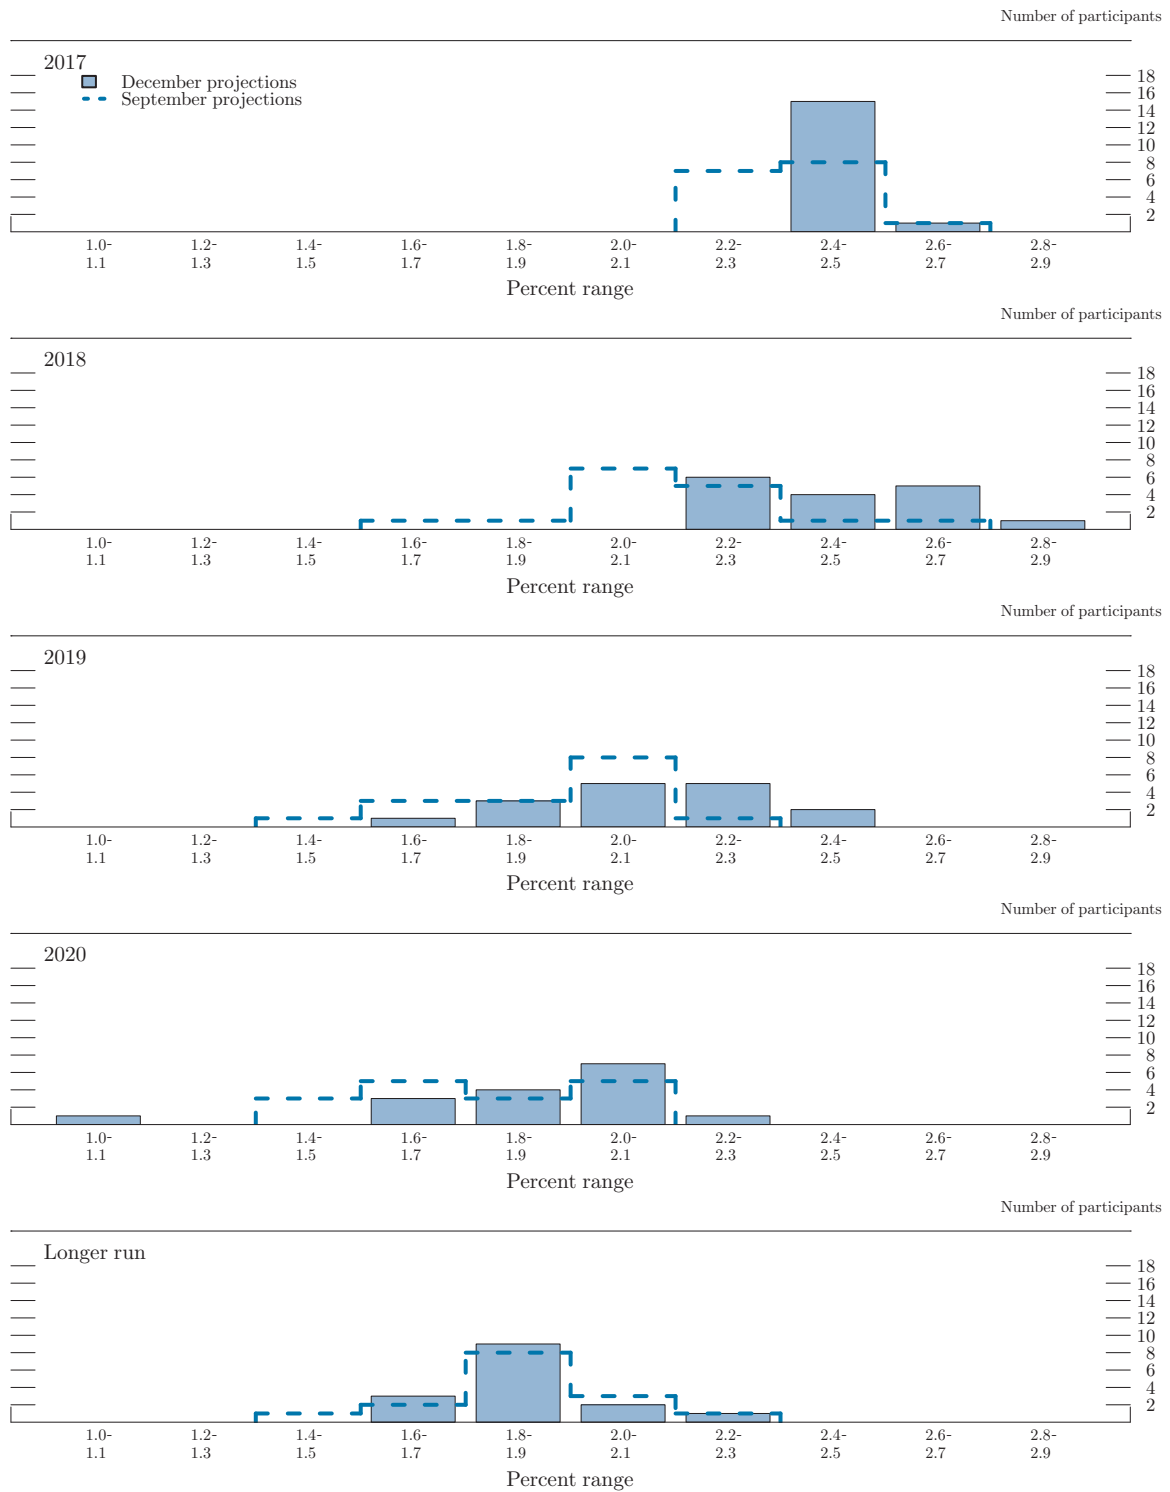 Number of participants
2017
December projections
September projections
18
16
14
12
10
8
6
4
2
1.0- 1.2- 1.4- 1.6- 1.8- 2.0- 2.2- 2.4- 2.6- 2.8-
1.1 1.3 1.5 1.7 1.9 2.1 2.3 2.5 2.7 2.9
Percent range
Number of participants
2018
18
16
14
12
10
8
6
4
2
1.0- 1.2- 1.4- 1.6- 1.8- 2.0- 2.2- 2.4- 2.6- 2.8-
1.1 1.3 1.5 1.7 1.9 2.1 2.3 2.5 2.7 2.9
Percent range
Number of participants
2019
18
16
14
12
10
8
6
4
2
1.0- 1.2- 1.4- 1.6- 1.8- 2.0- 2.2- 2.4- 2.6- 2.8-
1.1 1.3 1.5 1.7 1.9 2.1 2.3 2.5 2.7 2.9
Percent range
Number of participants
2020
18
16
14
12
10
8
6
4
2
1.0- 1.2- 1.4- 1.6- 1.8- 2.0- 2.2- 2.4- 2.6- 2.8-
1.1 1.3 1.5 1.7 1.9 2.1 2.3 2.5 2.7 2.9
Percent range
Number of participants
Longer run
18
16
14
12
10
8
6
4
2
1.0- 1.2- 1.4- 1.6- 1.8- 2.0- 2.2- 2.4- 2.6- 2.8-
1.1 1.3 1.5 1.7 1.9 2.1 2.3 2.5 2.7 2.9
Percent range